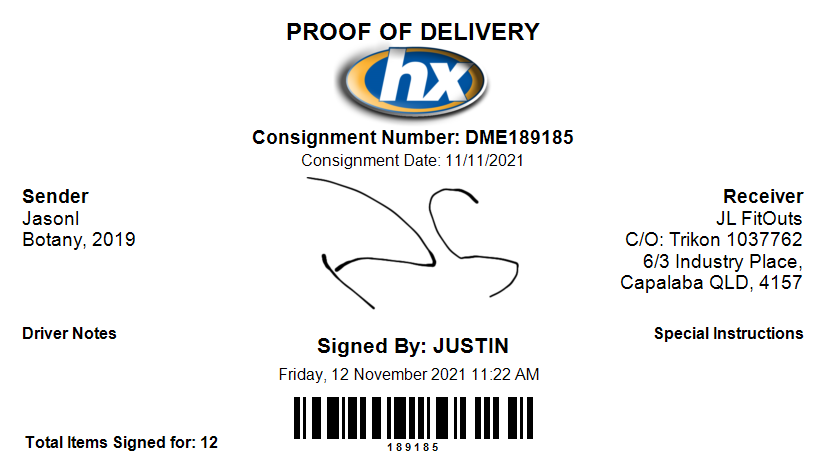 PROOF OF DELIVERY
hx
Consignment Number: DME189185
Consignment Date: 11/11/2021
Sender
JasonI
Botany, 2019
Receiver
JL FitOuts
C/O: Trikon 1037762
6/3 Industry Place,
Capalaba QLD, 4157
Driver Notes
Special Instructions
Signed By: JUSTIN
Friday, 12 November 2021 11:22 AM
189185
Total Items Signed for: 12